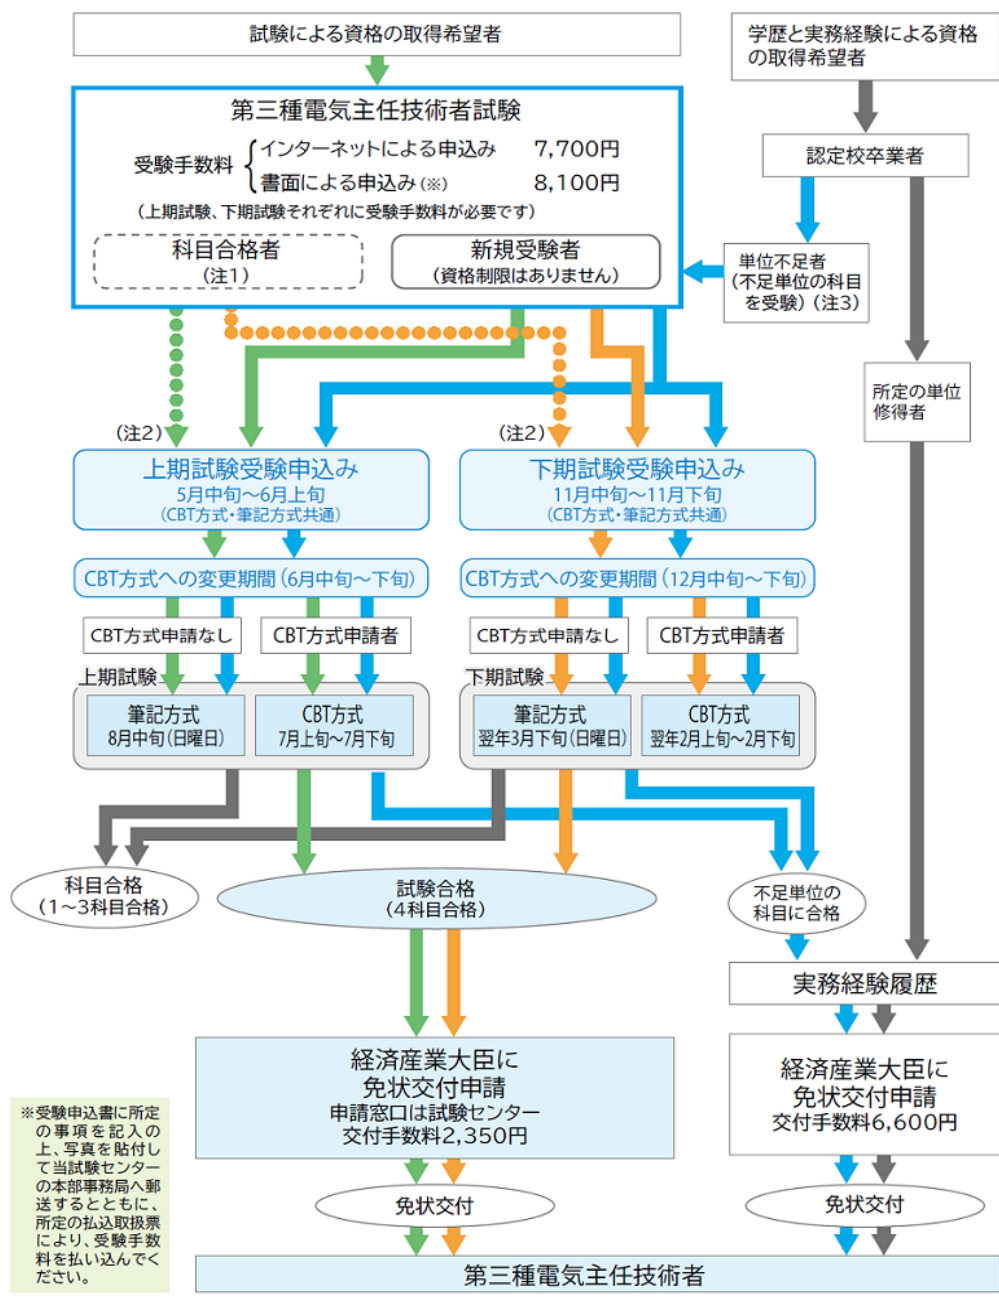 試験による資格の取得希望者
学歴と実務経験による資格
の取得希望者
第三種電気主任技術者試験
受験手数料
インターネットによる申込み 7,700円
書面による申込み(※) 8,100円
(上期試験、下期試験それぞれに受験手数料が必要です)
科目合格者
(注1)
新規受験者
(資格制限はありません)
認定校卒業者
単位不足者
(不足単位の科目
を受験)(注3)
所定の単位
修得者
(注2)
(注2)
上期試験受験申込み
5月中旬~6月上旬
(CBT方式・筆記方式共通)
下期試験受験申込み
11月中旬~11月下旬
(CBT方式・筆記方式共通)
CBT方式への変更期間(6月中旬~下旬)
CBT方式への変更期間(12月中旬~下旬)
CBT方式申請なし
CBT方式申請者
CBT方式申請なし
CBT方式申請者
上期試験
下期試験
筆記方式
8月中旬(日曜日)
CBT方式
7月上旬~7月下旬
筆記方式
翌年3月下旬(日曜日)
CBT方式
翌年2月上旬~2月下旬
科目合格
(1~3科目合格)
試験合格
(4科目合格)
不足単位の
科目に合格
実務経験履歴
経済産業大臣に
免状交付申請
申請窓口は試験センター
交付手数料2,350円
経済産業大臣に
免状交付申請
交付手数料6,600円
※受験申込書に所定
の事項を記入の
上、写真を貼付し
て当試験センター
の本部事務局へ郵
送するとともに、
所定の払込取扱票
により、受験手数
料を払い込んでく
ださい。
免状交付
免状交付
第三種電気主任技術者